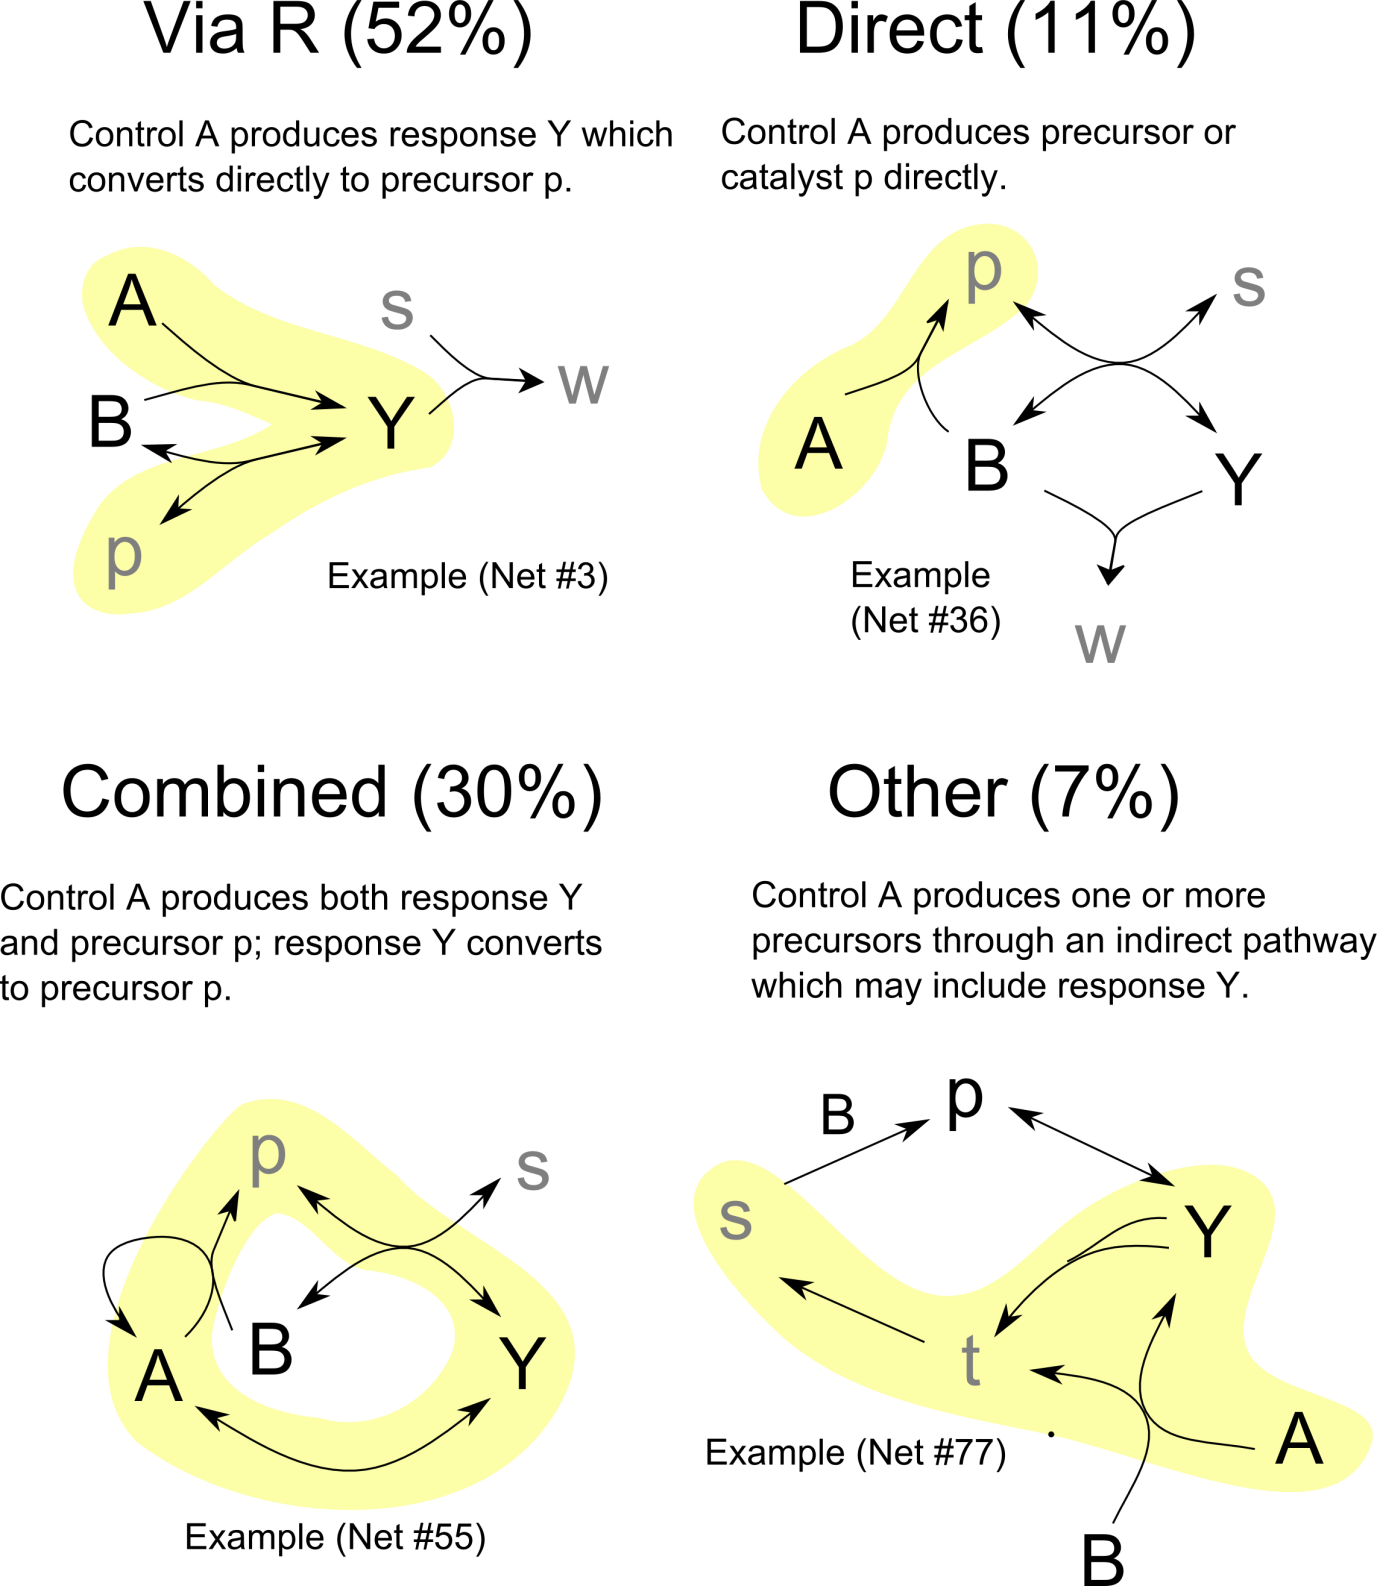 Via R (52%)
Control A produces response Y which
converts directly to precursor p.
A
s
w
B
Y
p
Example (Net #3)
Direct (11%)
Control A produces precursor or
catalyst p directly.
p
s
A
B
Y
Example
(Net #36)
w
Combined (30%)
Control A produces both response Y
and precursor p; response Y converts
to precursor p.
p
s
B
Y
A
Example (Net #55)
Other (7%)
Control A produces one or more
precursors through an indirect pathway
which may include response Y.
B
p
s
Y
t
A
Example (Net #77)
B